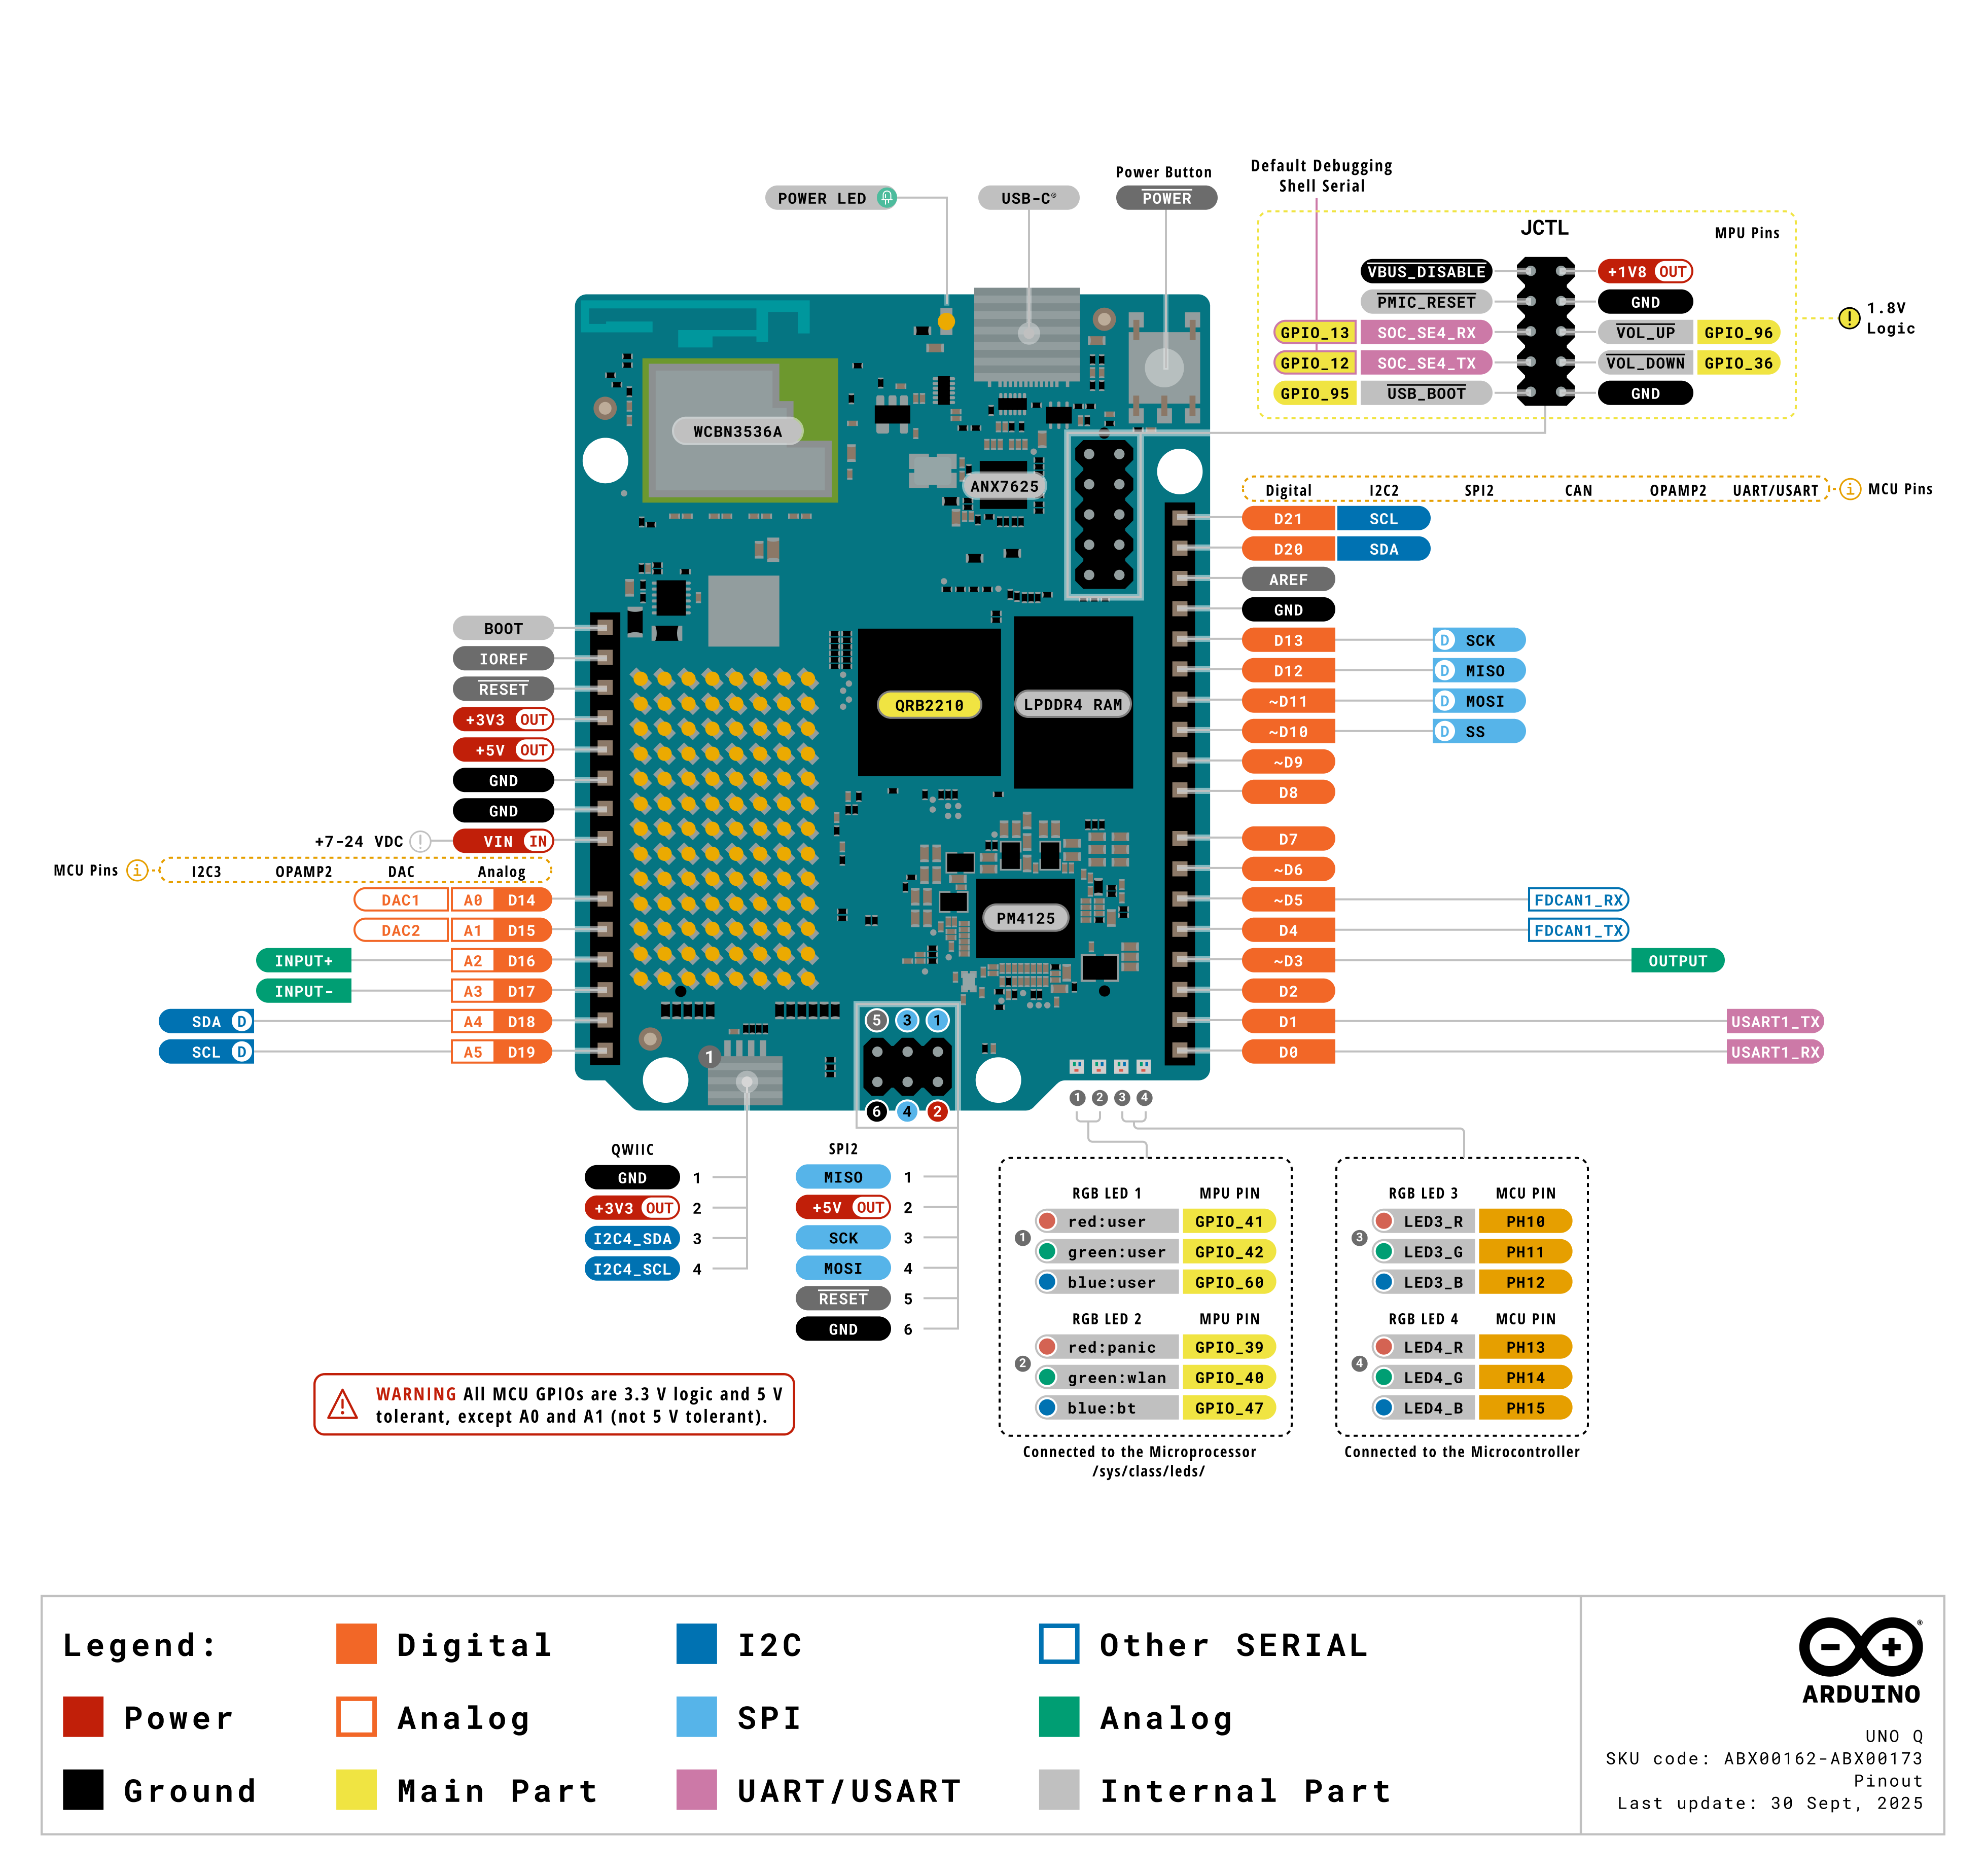 Power Button
POWER LED
USB-C®
POWER
Default Debugging
Shell Serial
JCTL
MPU Pins
VBUS_DISABLE
+1V8 OUT
PMIC_RESET
GND
GPIO_13 SOC_SE4_RX
VOL_UP GPIO_96
GPIO_12 SOC_SE4_TX
VOL_DOWN GPIO_36
GPIO_95 USB_BOOT
GND
! 1.8V
Logic
WCBN3536A
ANX7625
QRB2210
LPDDR4 RAM
PM4125
Digital I2C2 SPI2 CAN OPAMP2 UART/USART i MCU Pins
D21 SCL
D20 SDA
AREF
GND
D13 D SCK
D12 D MISO
~D11 D MOSI
~D10 D SS
~D9
D8
D7
~D6
~D5 FDCAN1_RX
D4 FDCAN1_TX
~D3 OUTPUT
D2
D1 USART1_TX
D0 USART1_RX
BOOT
IOREF
RESET
+3V3 OUT
+5V OUT
GND
GND
+7-24 VDC ! VIN IN
MCU Pins i I2C3 OPAMP2 DAC Analog
DAC1 A0 D14
DAC2 A1 D15
INPUT+ A2 D16
INPUT- A3 D17
SDA D A4 D18
SCL D A5 D19
1
5 3 1
6 4 2
1 2 3 4
QWIIC
GND 1
+3V3 OUT 2
I2C4_SDA 3
I2C4_SCL 4
SPI2
MISO 1
+5V OUT 2
SCK 3
MOSI 4
RESET 5
GND 6
RGB LED 1 MPU PIN
1
red:user GPIO_41
green:user GPIO_42
blue:user GPIO_60
RGB LED 2 MPU PIN
2
red:panic GPIO_39
green:wlan GPIO_40
blue:bt GPIO_47
Connected to the Microprocessor
/sys/class/leds/
RGB LED 3 MCU PIN
3
LED3_R PH10
LED3_G PH11
LED3_B PH12
RGB LED 4 MCU PIN
4
LED4_R PH13
LED4_G PH14
LED4_B PH15
Connected to the Microcontroller
WARNING All MCU GPIOs are 3.3 V logic and 5 V
tolerant, except A0 and A1 (not 5 V tolerant).
Legend:
Digital
I2C
Other SERIAL
Power
Analog
SPI
Analog
Ground
Main Part
UART/USART
Internal Part
®
ARDUINO
UNO Q
SKU code: ABX00162-ABX00173
Pinout
Last update: 30 Sept, 2025